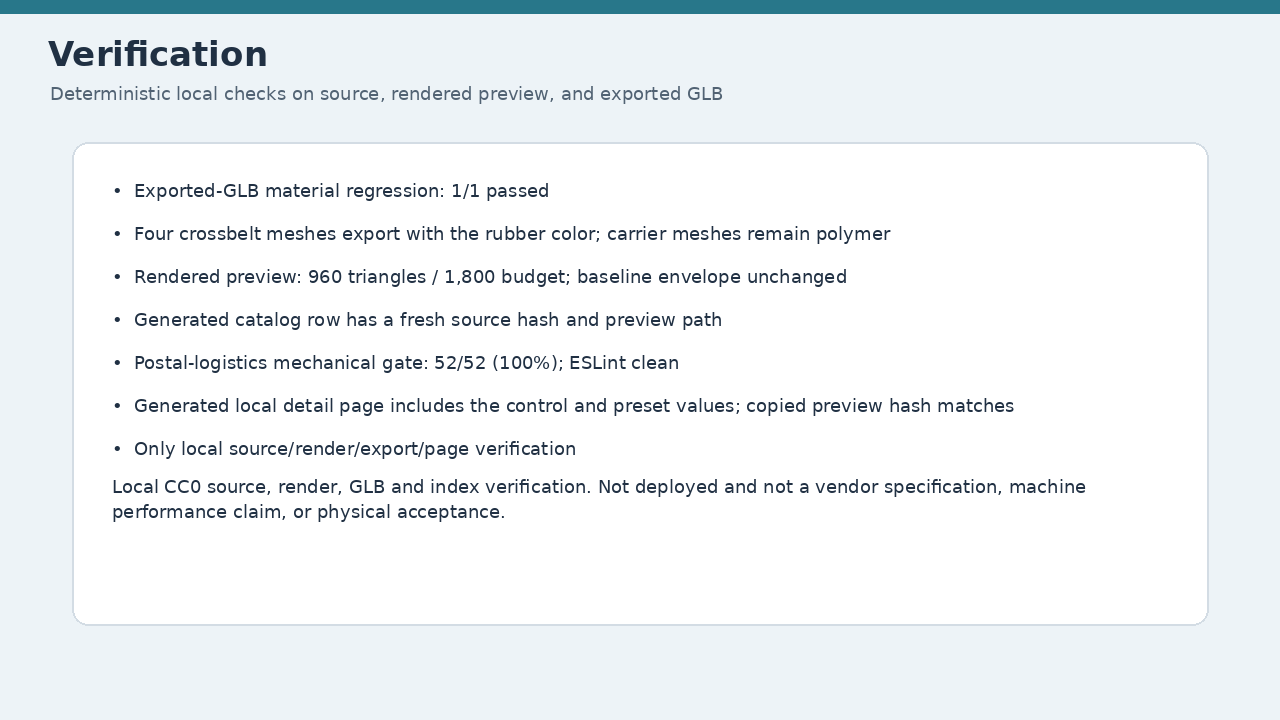 Verification
Deterministic local checks on source, rendered preview, and exported GLB
• Exported-GLB material regression: 1/1 passed
• Four crossbelt meshes export with the rubber color; carrier meshes remain polymer
• Rendered preview: 960 triangles / 1,800 budget; baseline envelope unchanged
• Generated catalog row has a fresh source hash and preview path
• Postal-logistics mechanical gate: 52/52 (100%); ESLint clean
• Generated local detail page includes the control and preset values; copied preview hash matches
• Only local source/render/export/page verification
Local CC0 source, render, GLB and index verification. Not deployed and not a vendor specification, machine
performance claim, or physical acceptance.